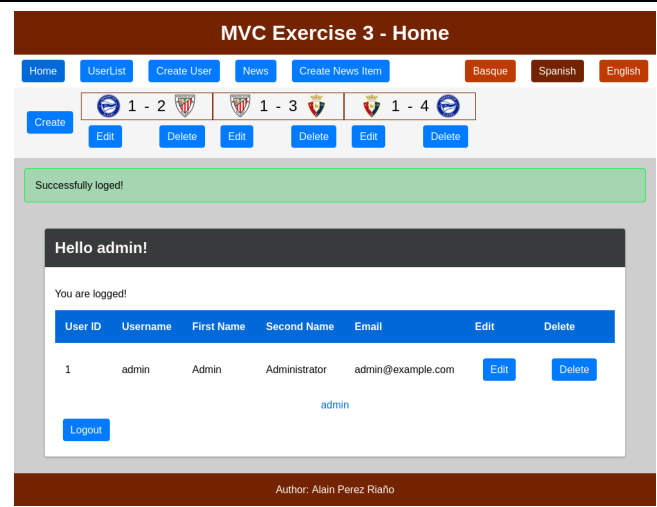 MVC Exercise 3 - Home
Home UserList Create User News Create News Item Basque Spanish English
Create 1 - 2 1 - 3 1 - 4
Edit Delete Edit Delete Edit Delete
Successfully loged!
Hello admin!
You are logged!
User ID Username First Name Second Name Email Edit Delete
1 admin Admin Administrator admin@example.com Edit Delete
admin
Logout
Author: Alain Perez Riaño